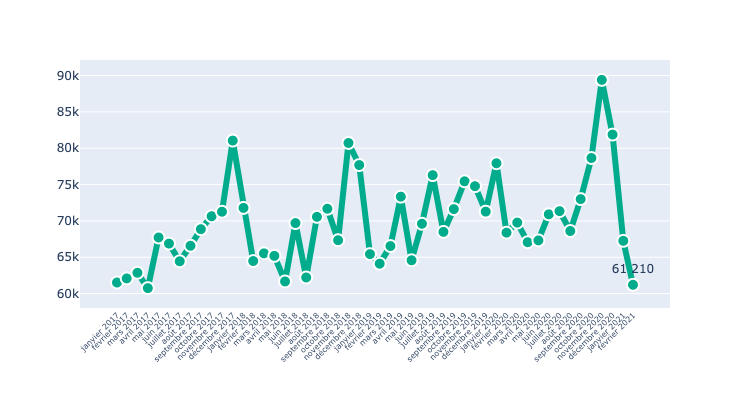 90k
85k
80k
75k
70k
65k
60k
61,210
janvier 2017
février 2017
mars 2017
avril 2017
mai 2017
juin 2017
juillet 2017
août 2017
septembre 2017
octobre 2017
novembre 2017
décembre 2017
janvier 2018
février 2018
mars 2018
avril 2018
mai 2018
juin 2018
juillet 2018
août 2018
septembre 2018
octobre 2018
novembre 2018
décembre 2018
janvier 2019
février 2019
mars 2019
avril 2019
mai 2019
juin 2019
juillet 2019
août 2019
septembre 2019
octobre 2019
novembre 2019
décembre 2019
janvier 2020
février 2020
mars 2020
avril 2020
mai 2020
juin 2020
juillet 2020
août 2020
septembre 2020
octobre 2020
novembre 2020
décembre 2020
janvier 2021
février 2021